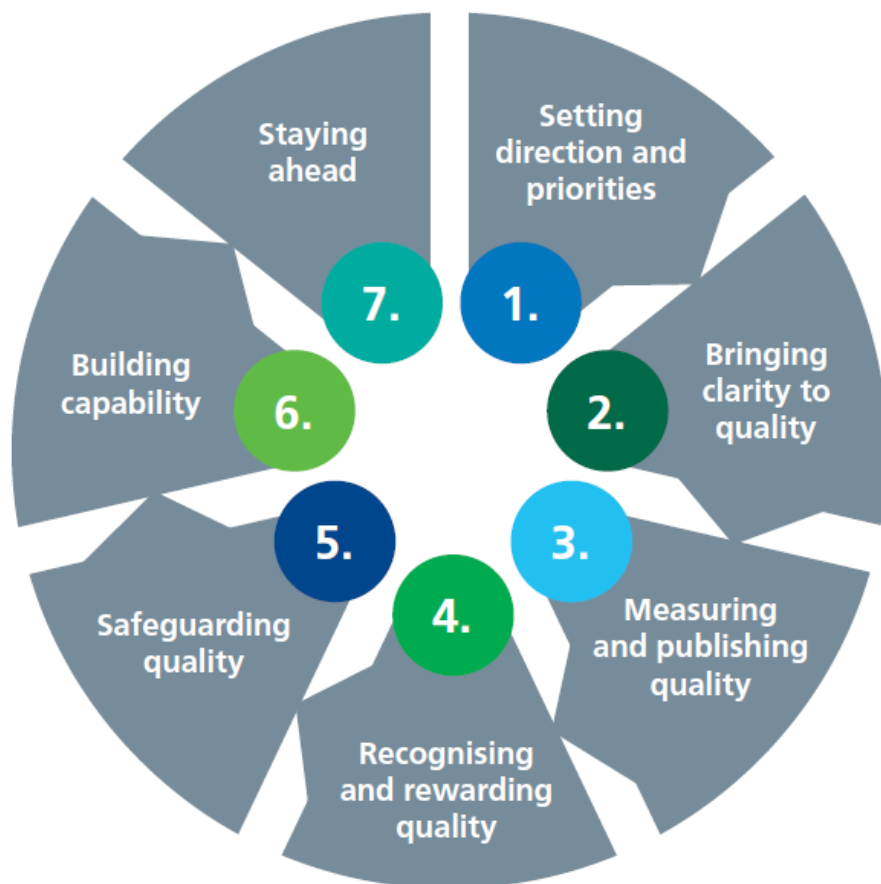 1.
Setting
direction and
priorities
2.
Bringing
clarity to
quality
3.
Measuring
and publishing
quality
4.
Recognising
and rewarding
quality
5.
Safeguarding
quality
6.
Building
capability
7.
Staying
ahead